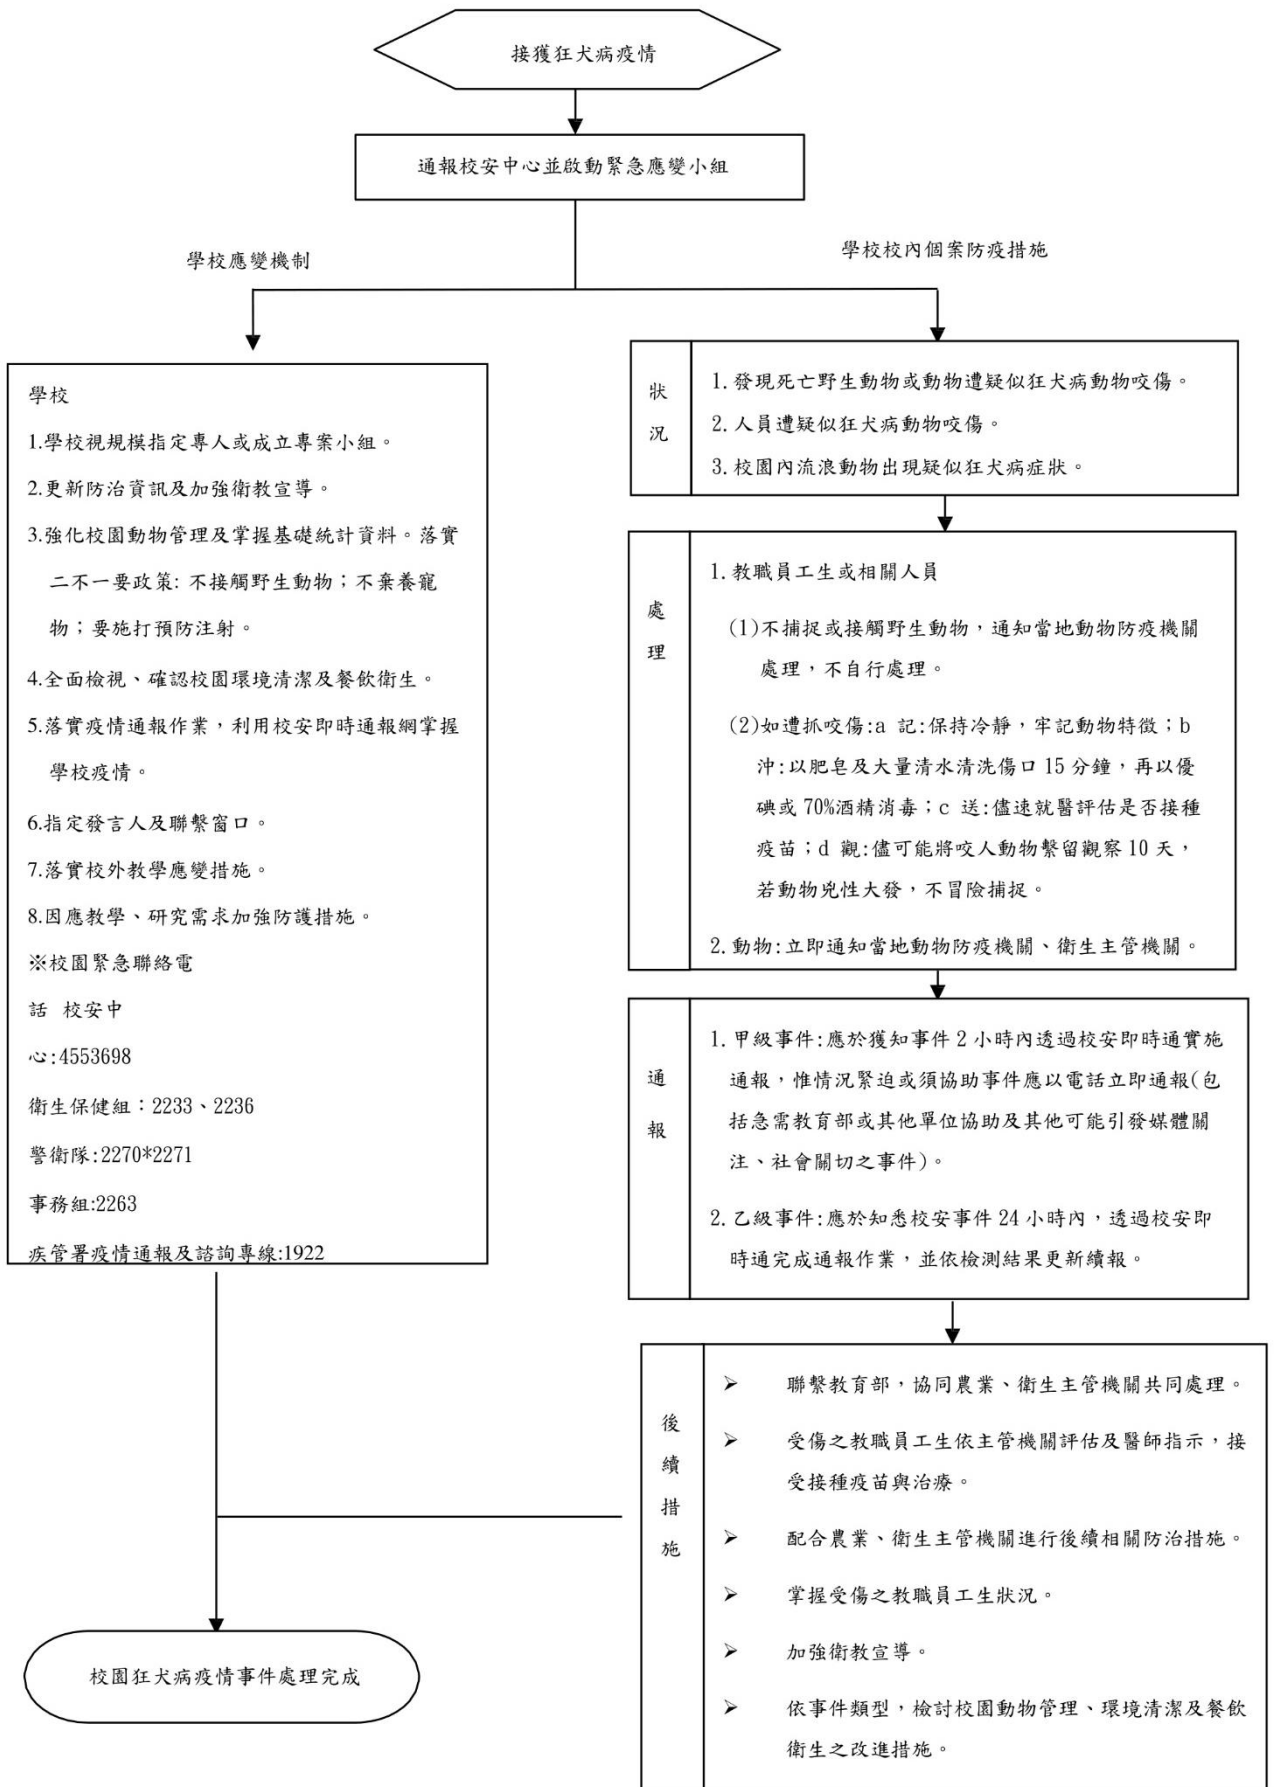 接獲狂犬病疫情
通報校安中心並啟動緊急應變小組
學校應變機制
學校校內個案防疫措施
學校
1.學校視規模指定專人或成立專案小組。
2.更新防治資訊及加強衛教宣導。
3.強化校園動物管理及掌握基礎統計資料。落實
二不一要政策: 不接觸野生動物；不棄養寵
物；要施打預防注射。
4.全面檢視、確認校園環境清潔及餐飲衛生。
5.落實疫情通報作業，利用校安即時通報網掌握
學校疫情。
6.指定發言人及聯繫窗口。
7.落實校外教學應變措施。
8.因應教學、研究需求加強防護措施。
※校園緊急聯絡電
話 校安中
心:4553698
衛生保健組：2233、2236
警衛隊:2270*2271
事務組:2263
疾管署疫情通報及諮詢專線:1922
狀
況
1. 發現死亡野生動物或動物遭疑似狂犬病動物咬傷。
2. 人員遭疑似狂犬病動物咬傷。
3. 校園內流浪動物出現疑似狂犬病症狀。
處
理
1. 教職員工生或相關人員
(1)不捕捉或接觸野生動物，通知當地動物防疫機關
處理，不自行處理。
(2)如遭抓咬傷:a 記:保持冷靜，牢記動物特徵；b
沖:以肥皂及大量清水清洗傷口 15 分鐘，再以優
碘或 70%酒精消毒；c 送:儘速就醫評估是否接種
疫苗；d 觀:儘可能將咬人動物繫留觀察 10 天，
若動物兇性大發，不冒險捕捉。
2. 動物:立即通知當地動物防疫機關、衛生主管機關。
通
報
1. 甲級事件:應於獲知事件 2 小時內透過校安即時通實施
通報，惟情況緊迫或須協助事件應以電話立即通報(包
括急需教育部或其他單位協助及其他可能引發媒體關
注、社會關切之事件)。
2. 乙級事件:應於知悉校安事件 24 小時內，透過校安即
時通完成通報作業，並依檢測結果更新續報。
後
續
措
施
➢ 聯繫教育部，協同農業、衛生主管機關共同處理。
➢ 受傷之教職員工生依主管機關評估及醫師指示，接
受接種疫苗與治療。
➢ 配合農業、衛生主管機關進行後續相關防治措施。
➢ 掌握受傷之教職員工生狀況。
➢ 加強衛教宣導。
➢ 依事件類型，檢討校園動物管理、環境清潔及餐飲
衛生之改進措施。
校園狂犬病疫情事件處理完成